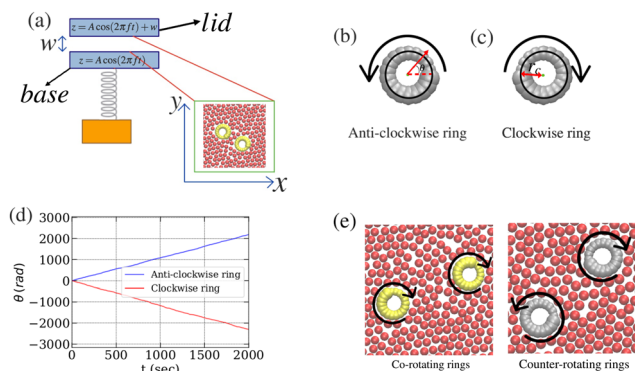 (a)
z = A cos(2πft) + w
lid
w
z = A cos(2πft)
base
y
x
(b)
θ
Anti-clockwise ring
(c)
r_c
Clockwise ring
(d)
3000
2000
1000
0
−1000
−2000
−3000
θ (rad)
Anti-clockwise ring
Clockwise ring
0 500 1000 1500 2000
t (sec)
(e)
Co-rotating rings
Counter-rotating rings